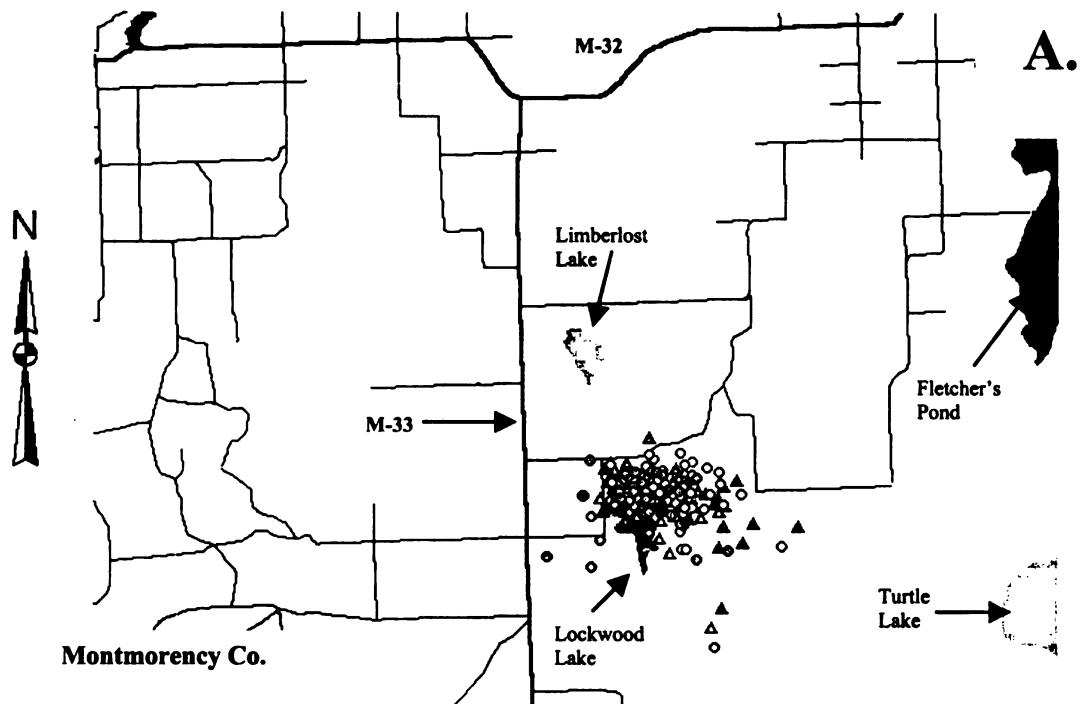 M-32
A.
N
Limberlost
Lake
Fletcher's
Pond
M-33
Turtle
Lake
Lockwood
Lake
Montmorency Co.